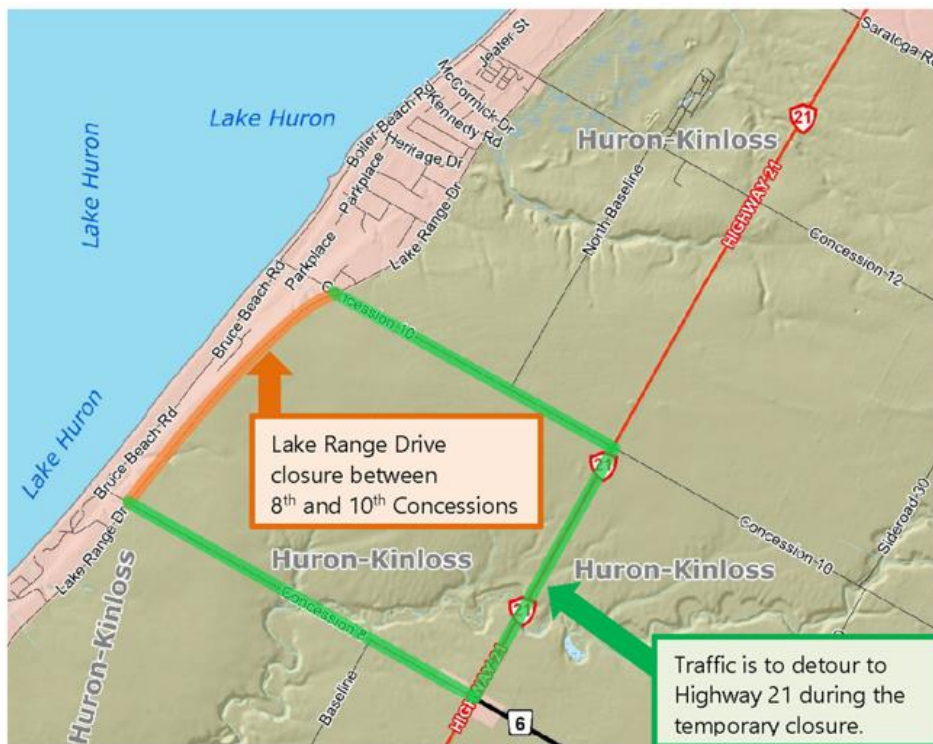 Jeater St
Saratoga Rd
McCormick Dr
Lake Huron
Boiler Beach Rd
Kennedy Rd
21
Huron-Kinloss
Heritage Dr
Lake Huron
Parkplace
HIGHWAY 21
Lake Range Dr
North Baseline
Concession 12
Parkplace
Bruce Beach Rd
Concession 10
Lake Huron
Bruce Beach Rd
Lake Range Drive
closure between
8th and 10th Concessions
21
Sideroad 30
Concession 10
Lake Range Dr
Huron-Kinloss
Huron-Kinloss
Huron-Kinloss
Concession 8
21
Baseline
HIGHWAY 21
6
Traffic is to detour to
Highway 21 during the
temporary closure.